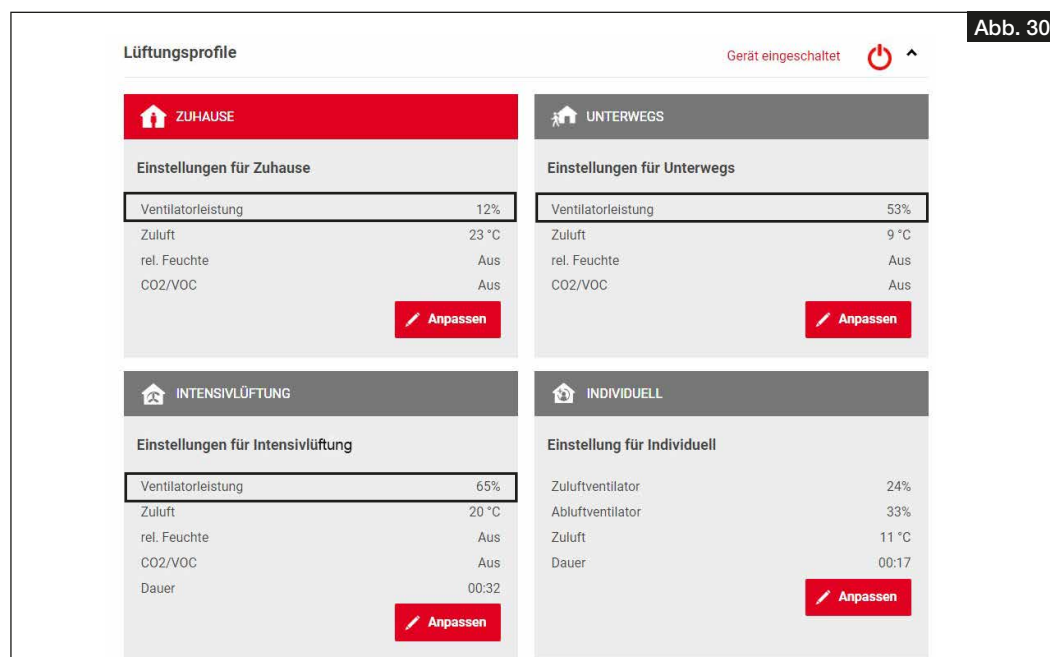 Abb. 30
Lüftungsprofile Gerät eingeschaltet
ZUHAUSE
Einstellungen für Zuhause
Ventilatorleistung 12%
Zuluft 23 °C
rel. Feuchte Aus
CO2/VOC Aus
Anpassen
UNTERWEGS
Einstellungen für Unterwegs
Ventilatorleistung 53%
Zuluft 9 °C
rel. Feuchte Aus
CO2/VOC Aus
Anpassen
INTENSIVLÜFTUNG
Einstellungen für Intensivlüftung
Ventilatorleistung 65%
Zuluft 20 °C
rel. Feuchte Aus
CO2/VOC Aus
Dauer 00:32
Anpassen
INDIVIDUELL
Einstellung für Individuell
Zuluftventilator 24%
Abluftventilator 33%
Zuluft 11 °C
Dauer 00:17
Anpassen